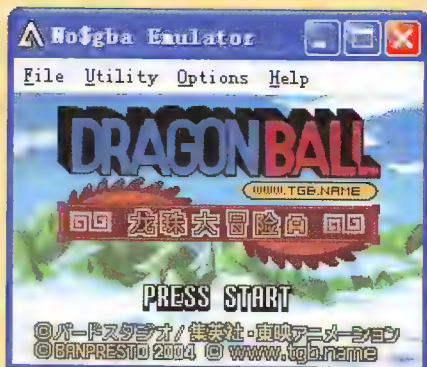 No$gba Emulator
File Utility Options Help
DRAGON BALL
WWW.TGB.NAME
龙珠大冒险
PRESS START
©バードスタジオ/集英社・東映アニメーション
©BANPRESTO 2004 © www.tgb.name